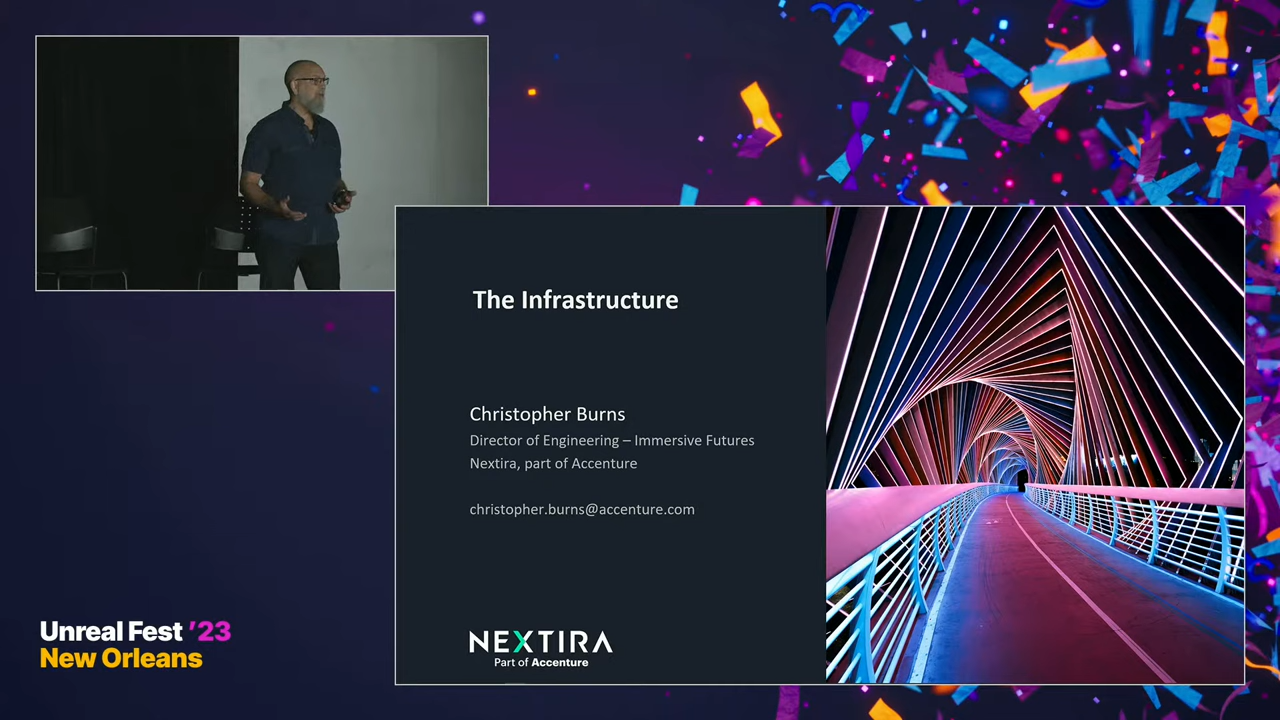 The Infrastructure
Christopher Burns
Director of Engineering – Immersive Futures
Nextira, part of Accenture
christopher.burns@accenture.com
NEXTIRA
Part of Accenture
Unreal Fest ’23
New Orleans